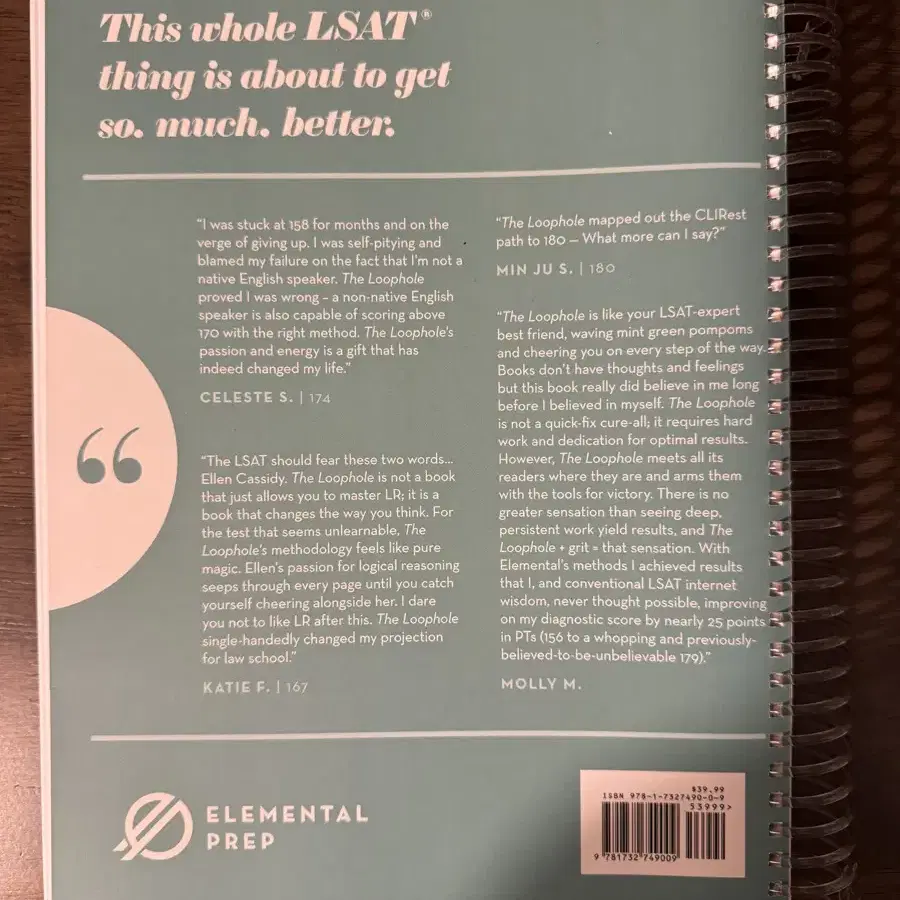 This whole LSAT®
thing is about to get
so. much. better.
“I was stuck at 158 for months and on the
verge of giving up. I was self-pitying and
blamed my failure on the fact that I'm not a
native English speaker. The Loophole
proved I was wrong – a non-native English
speaker is also capable of scoring above
170 with the right method. The Loophole's
passion and energy is a gift that has
indeed changed my life.”
CELESTE S. | 174
“The LSAT should fear these two words...
Ellen Cassidy. The Loophole is not a book
that just allows you to master LR; it is a
book that changes the way you think. For
the test that seems unlearnable, The
Loophole's methodology feels like pure
magic. Ellen's passion for logical reasoning
seeps through every page until you catch
yourself cheering alongside her. I dare
you not to like LR after this. The Loophole
single-handedly changed my projection
for law school.”
KATIE F. | 167
“The Loophole mapped out the CLIRest
path to 180 – What more can I say?”
MIN JU S. | 180
“The Loophole is like your LSAT-expert
best friend, waving mint green pompoms
and cheering you on every step of the way.
Books don't have thoughts and feelings
but this book really did believe in me long
before I believed in myself. The Loophole
is not a quick-fix cure-all; it requires hard
work and dedication for optimal results.
However, The Loophole meets all its
readers where they are and arms them
with the tools for victory. There is no
greater sensation than seeing deep,
persistent work yield results, and The
Loophole + grit = that sensation. With
Elemental's methods I achieved results
that I, and conventional LSAT internet
wisdom, never thought possible, improving
on my diagnostic score by nearly 25 points
in PTs (156 to a whopping and previously-
believed-to-be-unbelievable 179).”
MOLLY M.
“
ELEMENTAL
PREP
$39.99
ISBN 978-1-7327490-0-9
53999>
9 781732 749009